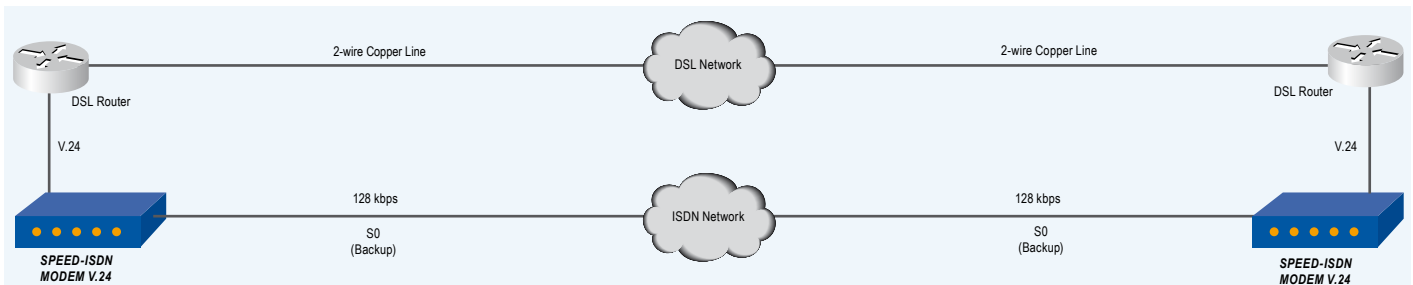 2-wire Copper Line
DSL Network
2-wire Copper Line
DSL Router
DSL Router
V.24
V.24
128 kbps
ISDN Network
128 kbps
S0
(Backup)
S0
(Backup)
SPEED-ISDN
MODEM V.24
SPEED-ISDN
MODEM V.24